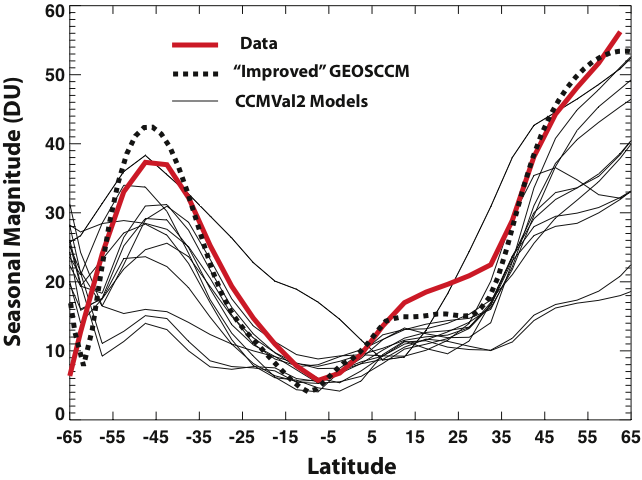 60
50
40
30
20
10
0
Seasonal Magnitude (DU)
Data
“Improved” GEOSCCM
CCMVal2 Models
-65 -55 -45 -35 -25 -15 -5 5 15 25 35 45 55 65
Latitude